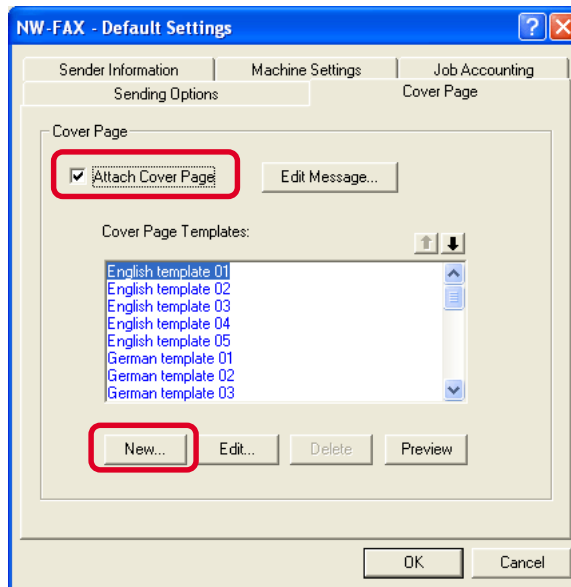 NW-FAX - Default Settings
Sender Information Machine Settings Job Accounting
Sending Options Cover Page
Cover Page
Attach Cover Page Edit Message...
Cover Page Templates:
English template 01
English template 02
English template 03
English template 04
English template 05
German template 01
German template 02
German template 03
New... Edit... Delete Preview
OK Cancel